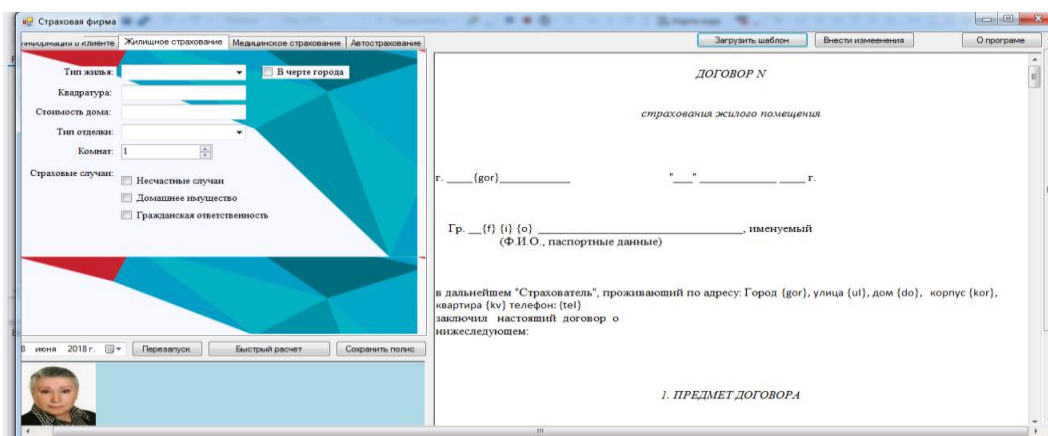 Страховая фирма
Информация о клиенте Жилищное страхование Медицинское страхование Автострахование
Загрузить шаблон Внести измеенения О програме
Тип жилья: В черте города
Квадратура:
Стоимость дома:
Тип отделки:
Комнат: 1
Страховые случаи:
Несчастные случаи
Домашнее имущество
Гражданская ответственность
8 июня 2018 г. Перезапуск Быстрый расчет Сохранить полис
ДОГОВОР N
страхования жилого помещения
г. _____{gor}____________ "___" _____________ ____ г.
Гр. __{f} {i} {o} ___________________________________, именуемый
(Ф.И.О., паспортные данные)
в дальнейшем "Страхователь", проживающий по адресу: Город {gor}, улица {ul}, дом {do}, корпус {kor},
квартира {kv} телефон: {tel}
заключил настоящий договор о
нижеследующем:
1. ПРЕДМЕТ ДОГОВОРА